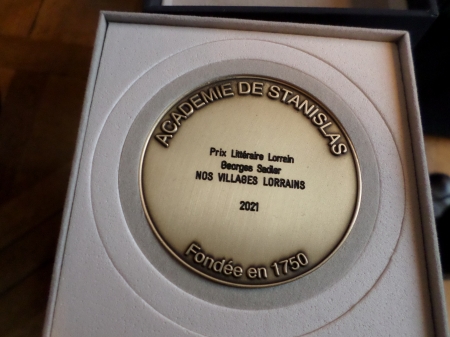 ACADEMIE DE STANISLAS
Prix Littéraire Lorrain
Georges Sadler
NOS VILLAGES LORRAINS
2021
Fondée en 1750